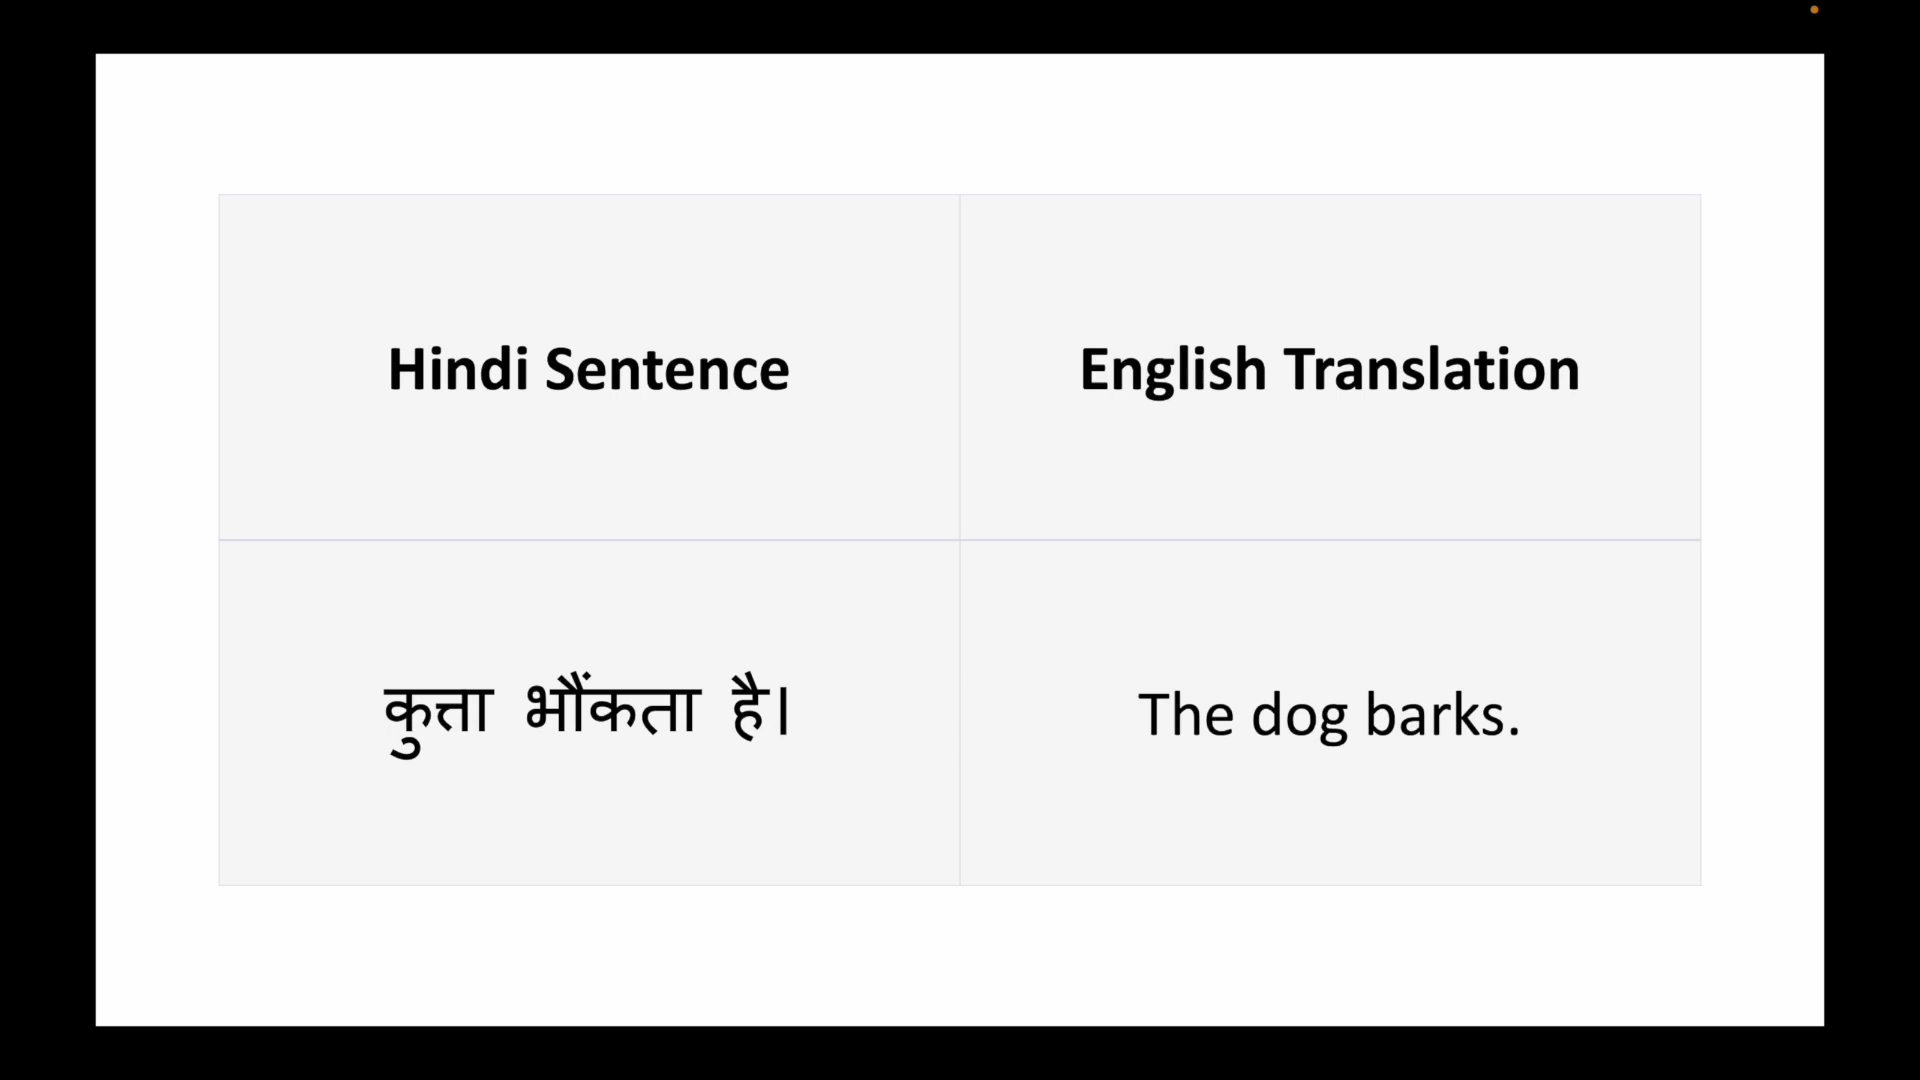 Hindi Sentence
English Translation
कुत्ता भौंकता है।
The dog barks.